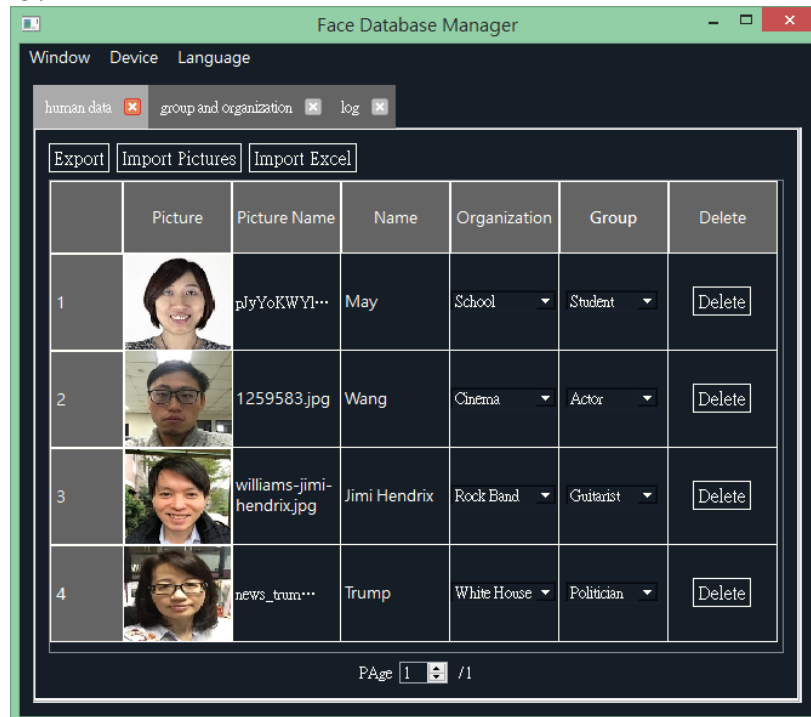 Face Database Manager
Window Device Language
human data group and organization log
Export Import Pictures Import Excel
Picture Picture Name Name Organization Group Delete
1 May School Student Delete
2 1259583.jpg Wang Cinema Actor Delete
3 williams-jimi-hendrix.jpg Jimi Hendrix Rock Band Guitarist Delete
4 news_trum… Trump White House Politician Delete
PAge 1 /1